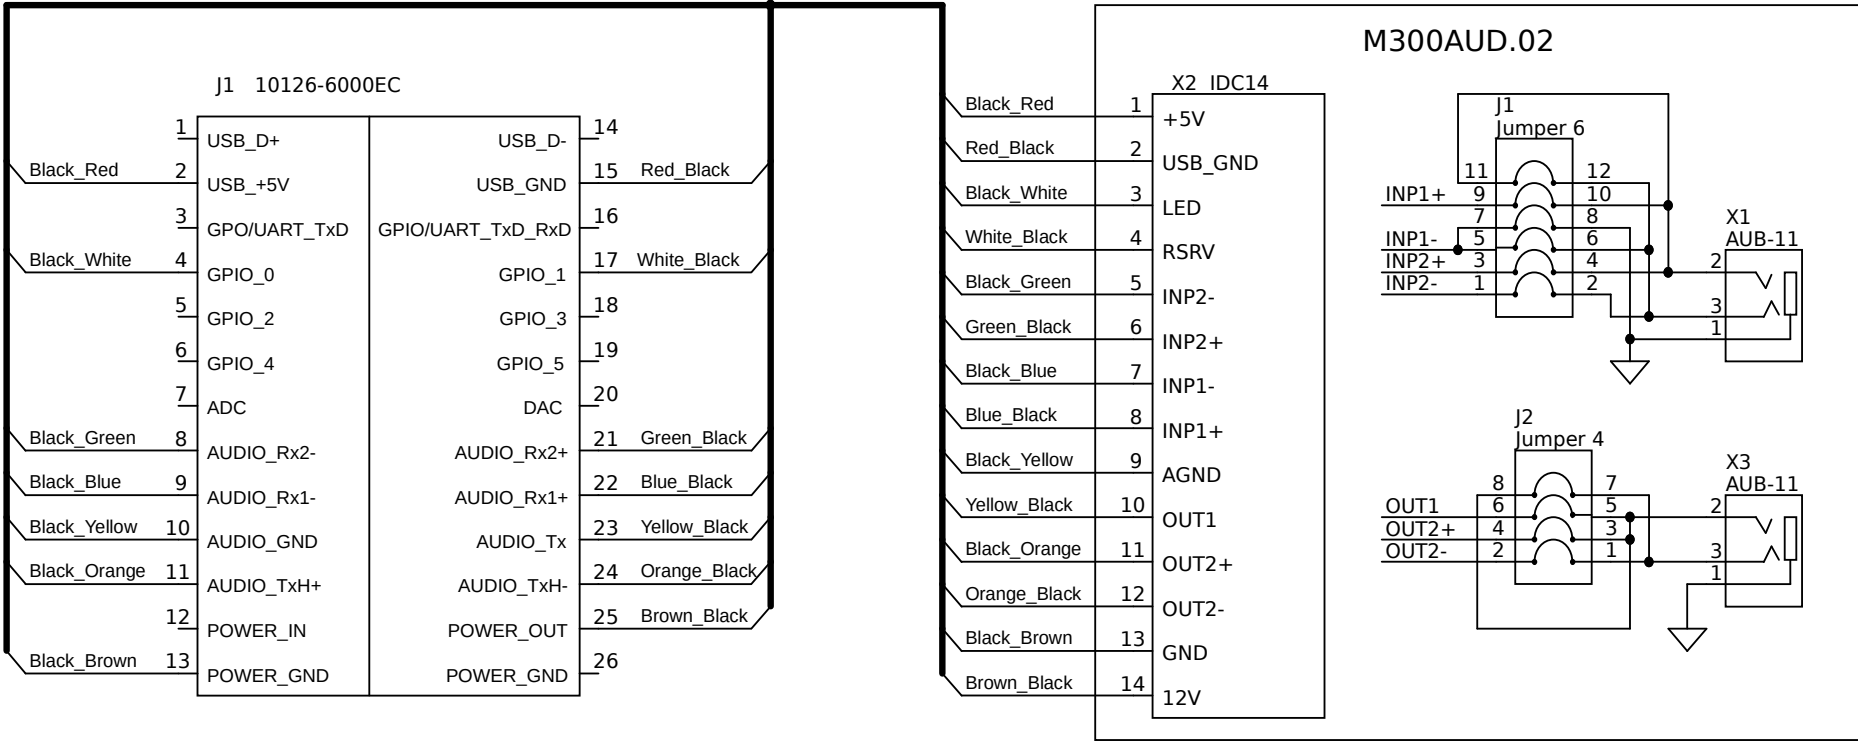 M300AUD.02
J1 10126-6000EC
1 USB_D+ USB_D- 14
Black_Red 2 USB_+5V USB_GND 15 Red_Black
3 GPO/UART_TxD GPIO/UART_TxD_RxD 16
Black_White 4 GPIO_0 GPIO_1 17 White_Black
5 GPIO_2 GPIO_3 18
6 GPIO_4 GPIO_5 19
7 ADC DAC 20
Black_Green 8 AUDIO_Rx2- AUDIO_Rx2+ 21 Green_Black
Black_Blue 9 AUDIO_Rx1- AUDIO_Rx1+ 22 Blue_Black
Black_Yellow 10 AUDIO_GND AUDIO_Tx 23 Yellow_Black
Black_Orange 11 AUDIO_TxH+ AUDIO_TxH- 24 Orange_Black
12 POWER_IN POWER_OUT 25 Brown_Black
Black_Brown 13 POWER_GND POWER_GND 26
X2 IDC14
Black_Red 1 +5V
Red_Black 2 USB_GND
Black_White 3 LED
White_Black 4 RSRV
Black_Green 5 INP2-
Green_Black 6 INP2+
Black_Blue 7 INP1-
Blue_Black 8 INP1+
Black_Yellow 9 AGND
Yellow_Black 10 OUT1
Black_Orange 11 OUT2+
Orange_Black 12 OUT2-
Black_Brown 13 GND
Brown_Black 14 12V
J1
Jumper 6
11 12
INP1+ 9 10
7 8
INP1- 5 6
INP2+ 3 4
INP2- 1 2
X1
AUB-11
2
3
1
J2
Jumper 4
8 7
OUT1 6 5
OUT2+ 4 3
OUT2- 2 1
X3
AUB-11
2
3
1